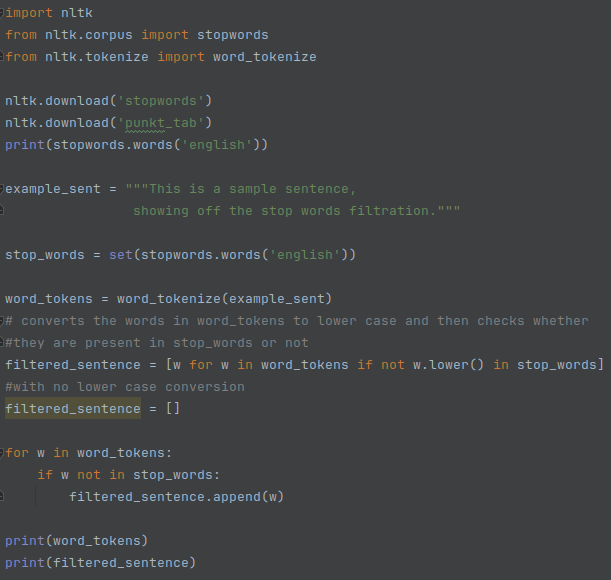 import nltk
from nltk.corpus import stopwords
from nltk.tokenize import word_tokenize
nltk.download('stopwords')
nltk.download('punkt_tab')
print(stopwords.words('english'))
example_sent = """This is a sample sentence,
                showing off the stop words filtration."""
stop_words = set(stopwords.words('english'))
word_tokens = word_tokenize(example_sent)
# converts the words in word_tokens to lower case and then checks whether
#they are present in stop_words or not
filtered_sentence = [w for w in word_tokens if not w.lower() in stop_words]
#with no lower case conversion
filtered_sentence = []
for w in word_tokens:
    if w not in stop_words:
        filtered_sentence.append(w)
print(word_tokens)
print(filtered_sentence)